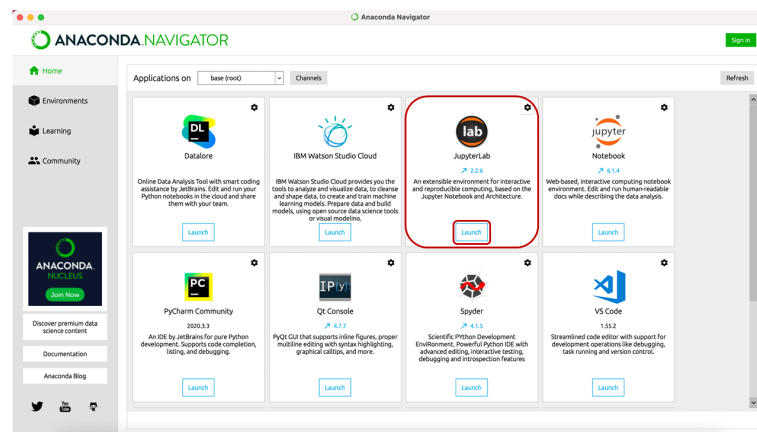 Anaconda Navigator
ANACONDA.NAVIGATOR
Sign in
Home
Environments
Learning
Community
ANACONDA.
NUCLEUS
Join Now
Discover premium data
science content
Documentation
Anaconda Blog
You
Tube
Applications on
base (root)
Channels
Refresh
DL
Datalore
Online Data Analysis Tool with smart coding
assistance by JetBrains. Edit and run your
Python notebooks in the cloud and share
them with your team.
Launch
IBM Watson Studio Cloud
IBM Watson Studio Cloud provides you the
tools to analyze and visualize data, to cleanse
and shape data, to create and train machine
learning models. Prepare data and build
models, using open source data science tools
or visual modeling.
Launch
lab
JupyterLab
2.2.6
An extensible environment for interactive
and reproducible computing, based on the
Jupyter Notebook and Architecture.
Launch
jupyter
Notebook
6.1.4
Web-based, interactive computing notebook
environment. Edit and run human-readable
docs while describing the data analysis.
Launch
PC
PyCharm Community
2020.3.3
An IDE by JetBrains for pure Python
development. Supports code completion,
listing, and debugging.
Launch
IP[y]:
Qt Console
4.7.7
PyQt GUI that supports inline figures, proper
multiline editing with syntax highlighting,
graphical calltips, and more.
Launch
Spyder
4.1.5
Scientific PYthon Development
EnviRonment. Powerful Python IDE with
advanced editing, interactive testing,
debugging and introspection features
Launch
VS Code
1.55.2
Streamlined code editor with support for
development operations like debugging,
task running and version control.
Launch